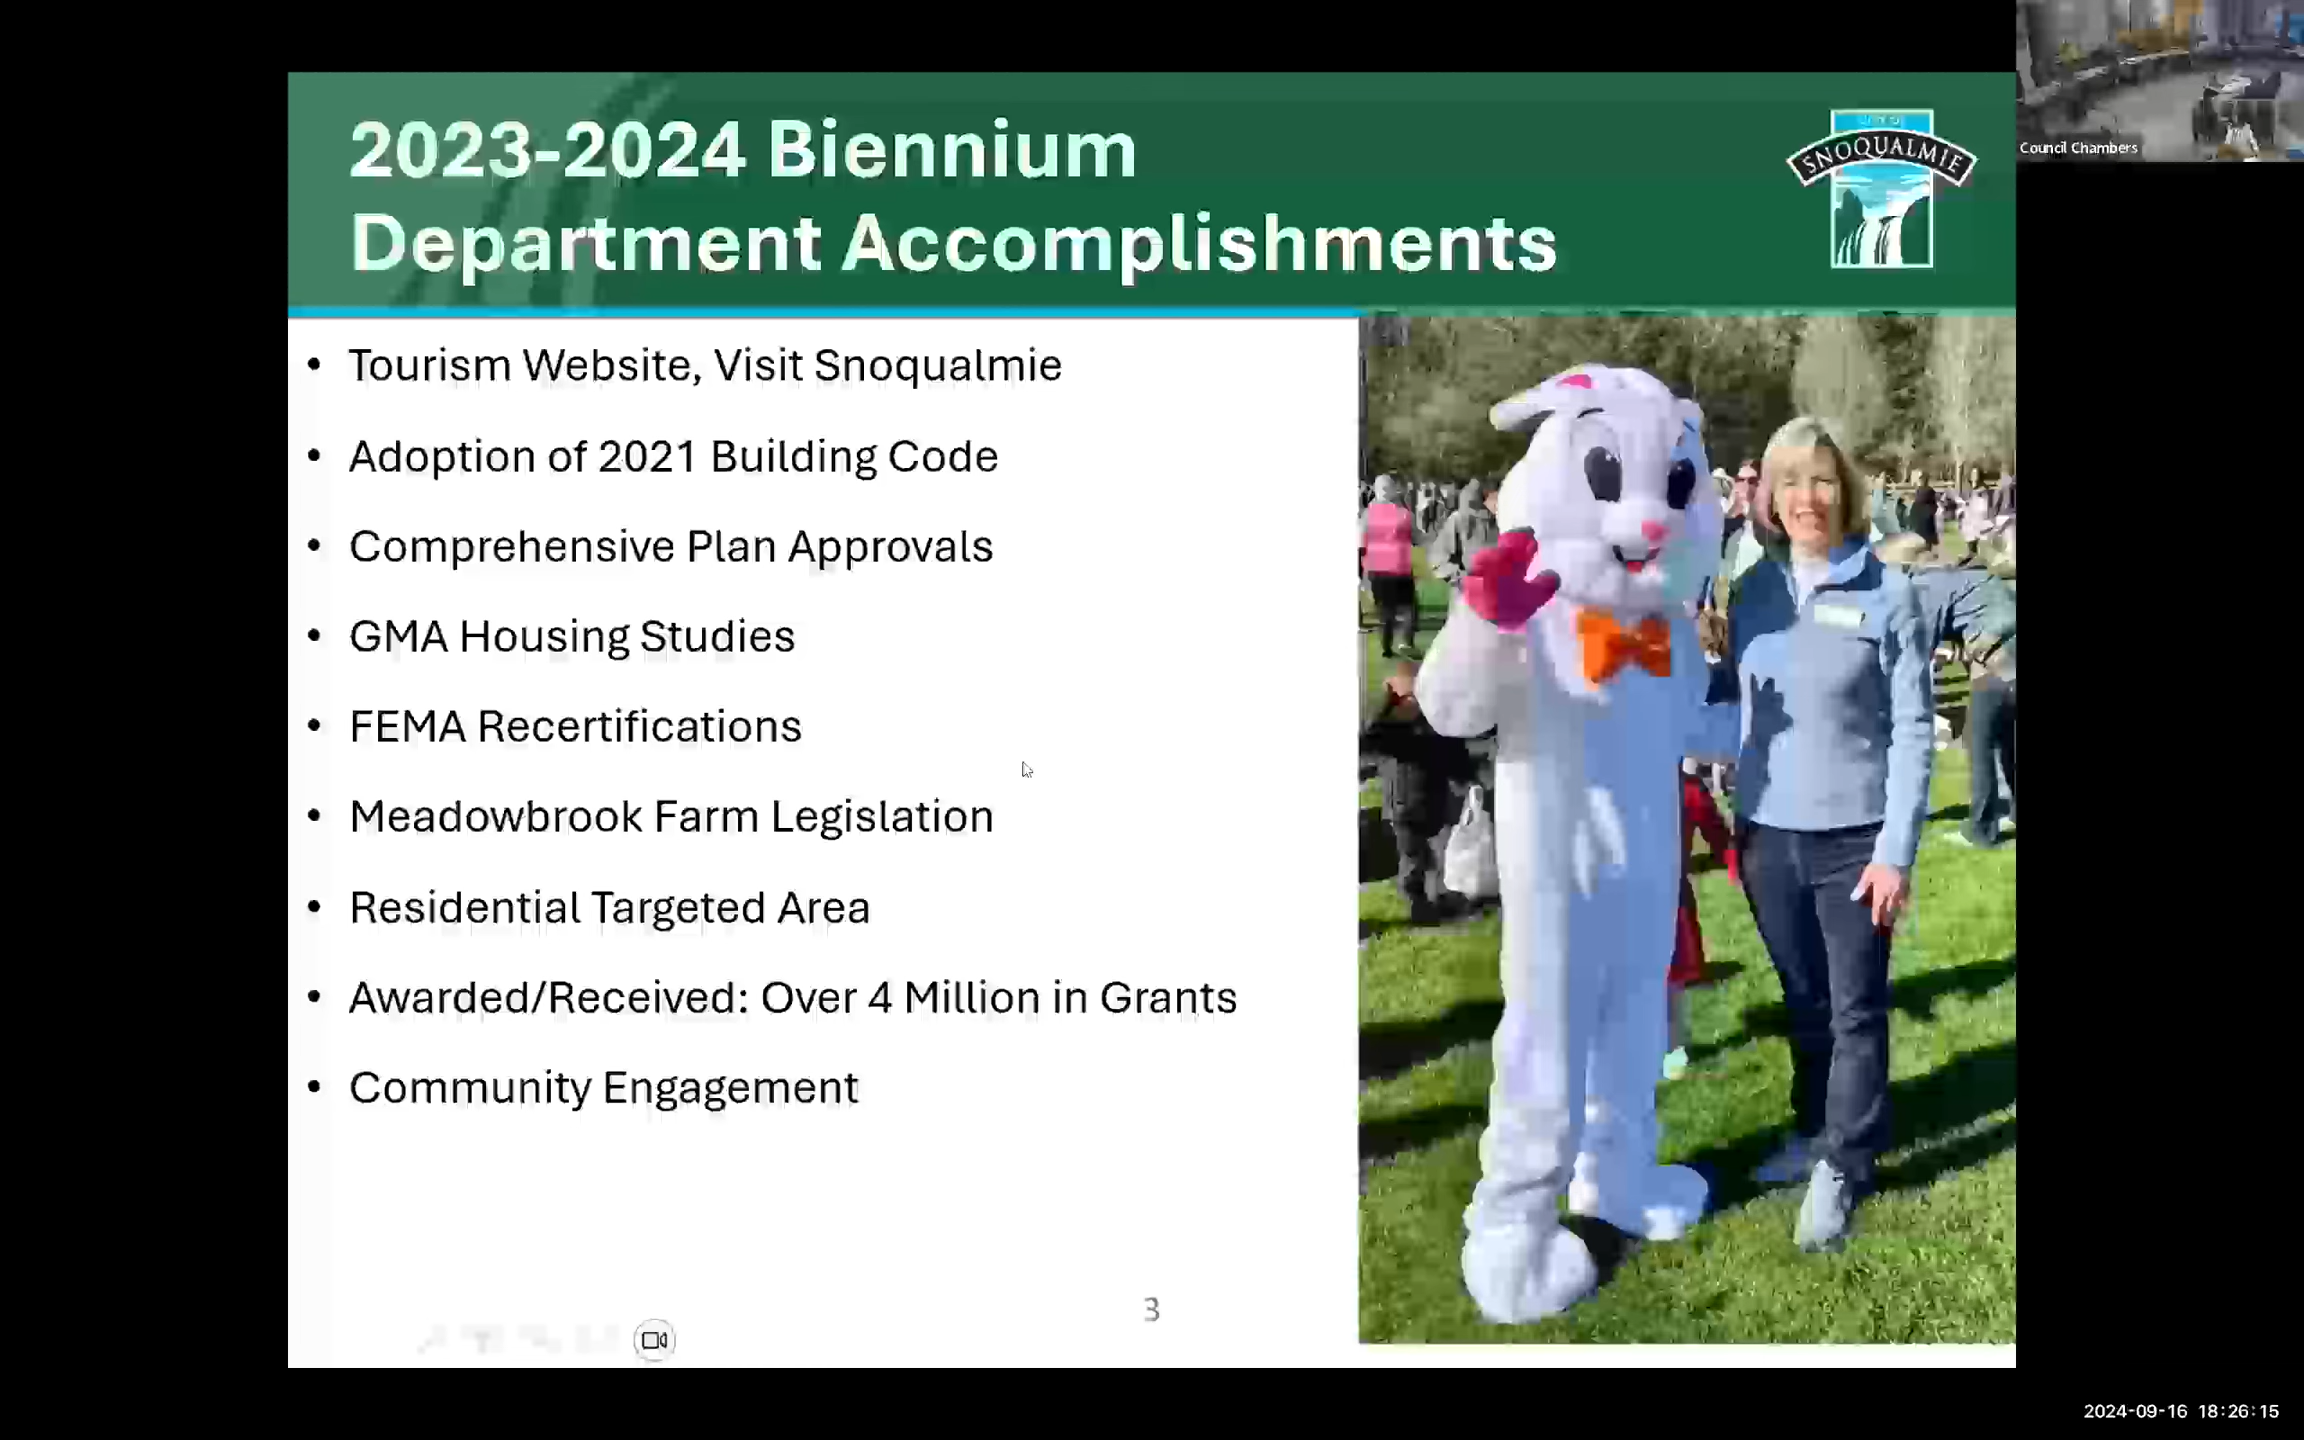 2023-2024 Biennium
Department Accomplishments
CITY OF
SNOQUALMIE
Council Chambers
• Tourism Website, Visit Snoqualmie
• Adoption of 2021 Building Code
• Comprehensive Plan Approvals
• GMA Housing Studies
• FEMA Recertifications
• Meadowbrook Farm Legislation
• Residential Targeted Area
• Awarded/Received: Over 4 Million in Grants
• Community Engagement
3
2024-09-16 18:26:15